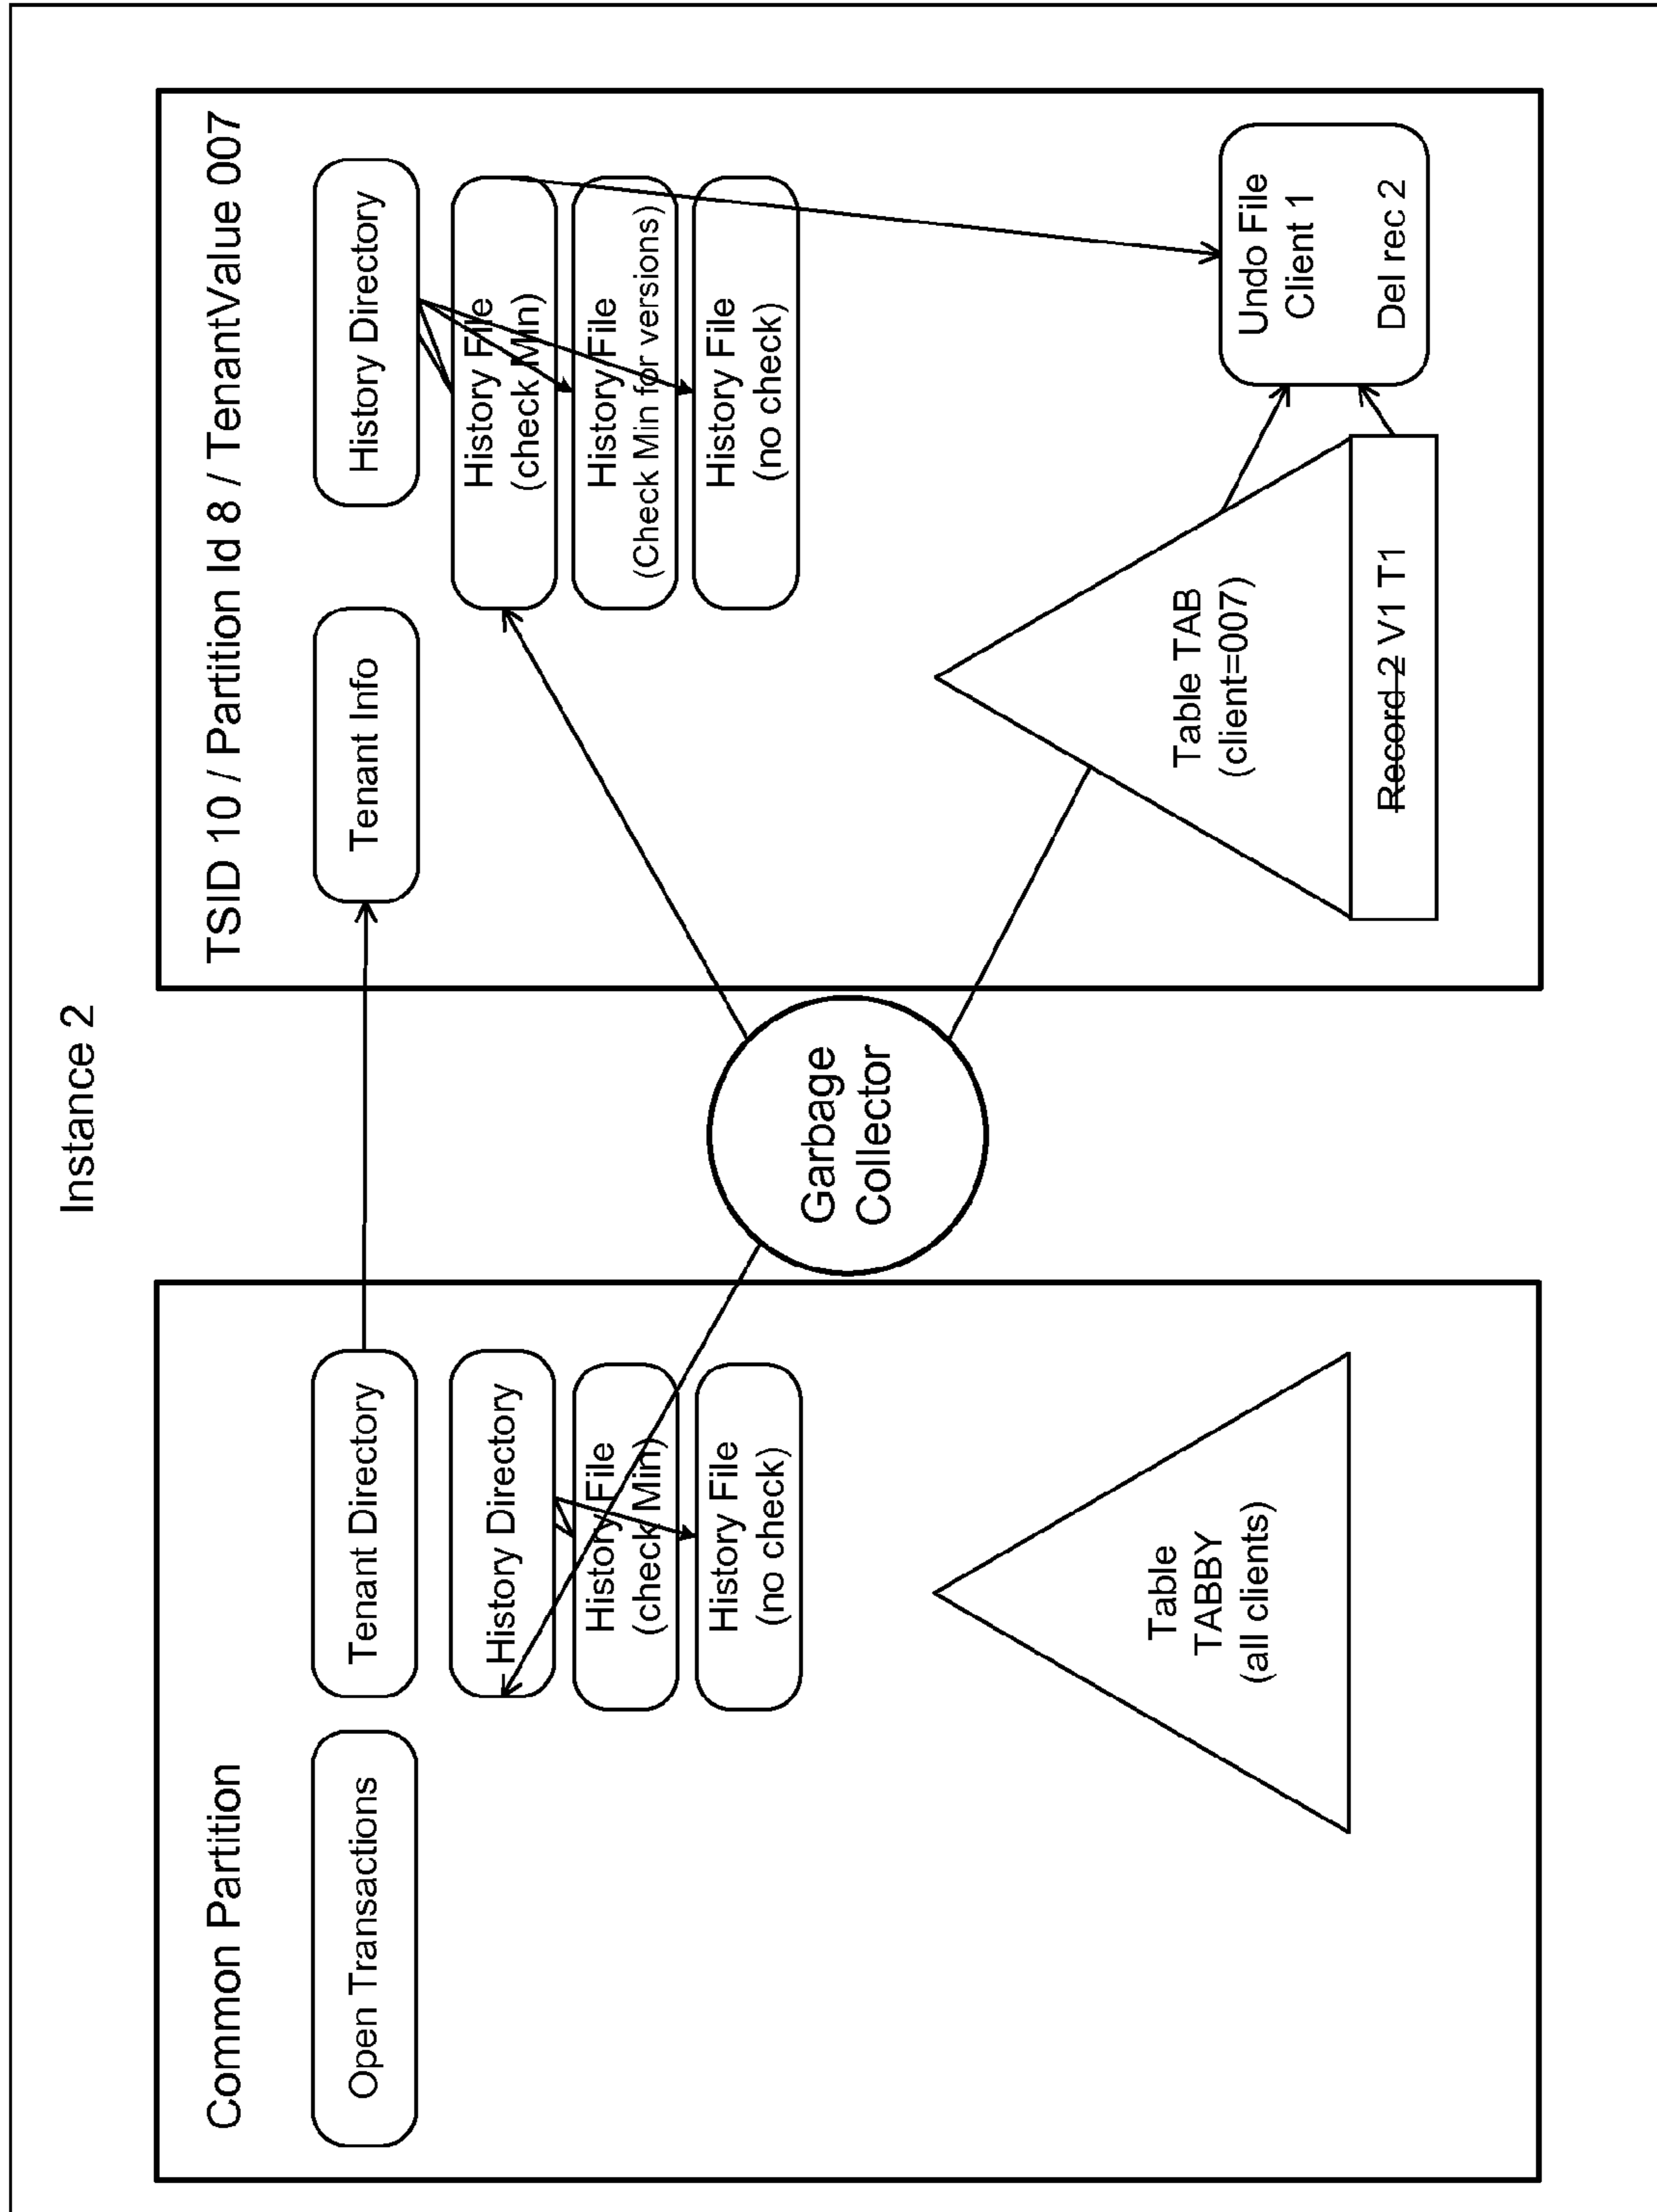 Instance 2
Common Partition
Open Transactions
Tenant Directory
History Directory
History File
(check Min)
History File
(no check)
Table
TABBY
(all clients)
Garbage
Collector
TSID 10 / Partition Id 8 / TenantValue 007
Tenant Info
History Directory
History File
(check Min)
History File
(Check Min for versions)
History File
(no check)
Table TAB
(client=007)
Record 2 V1 T1
Undo File
Client 1
Del rec 2